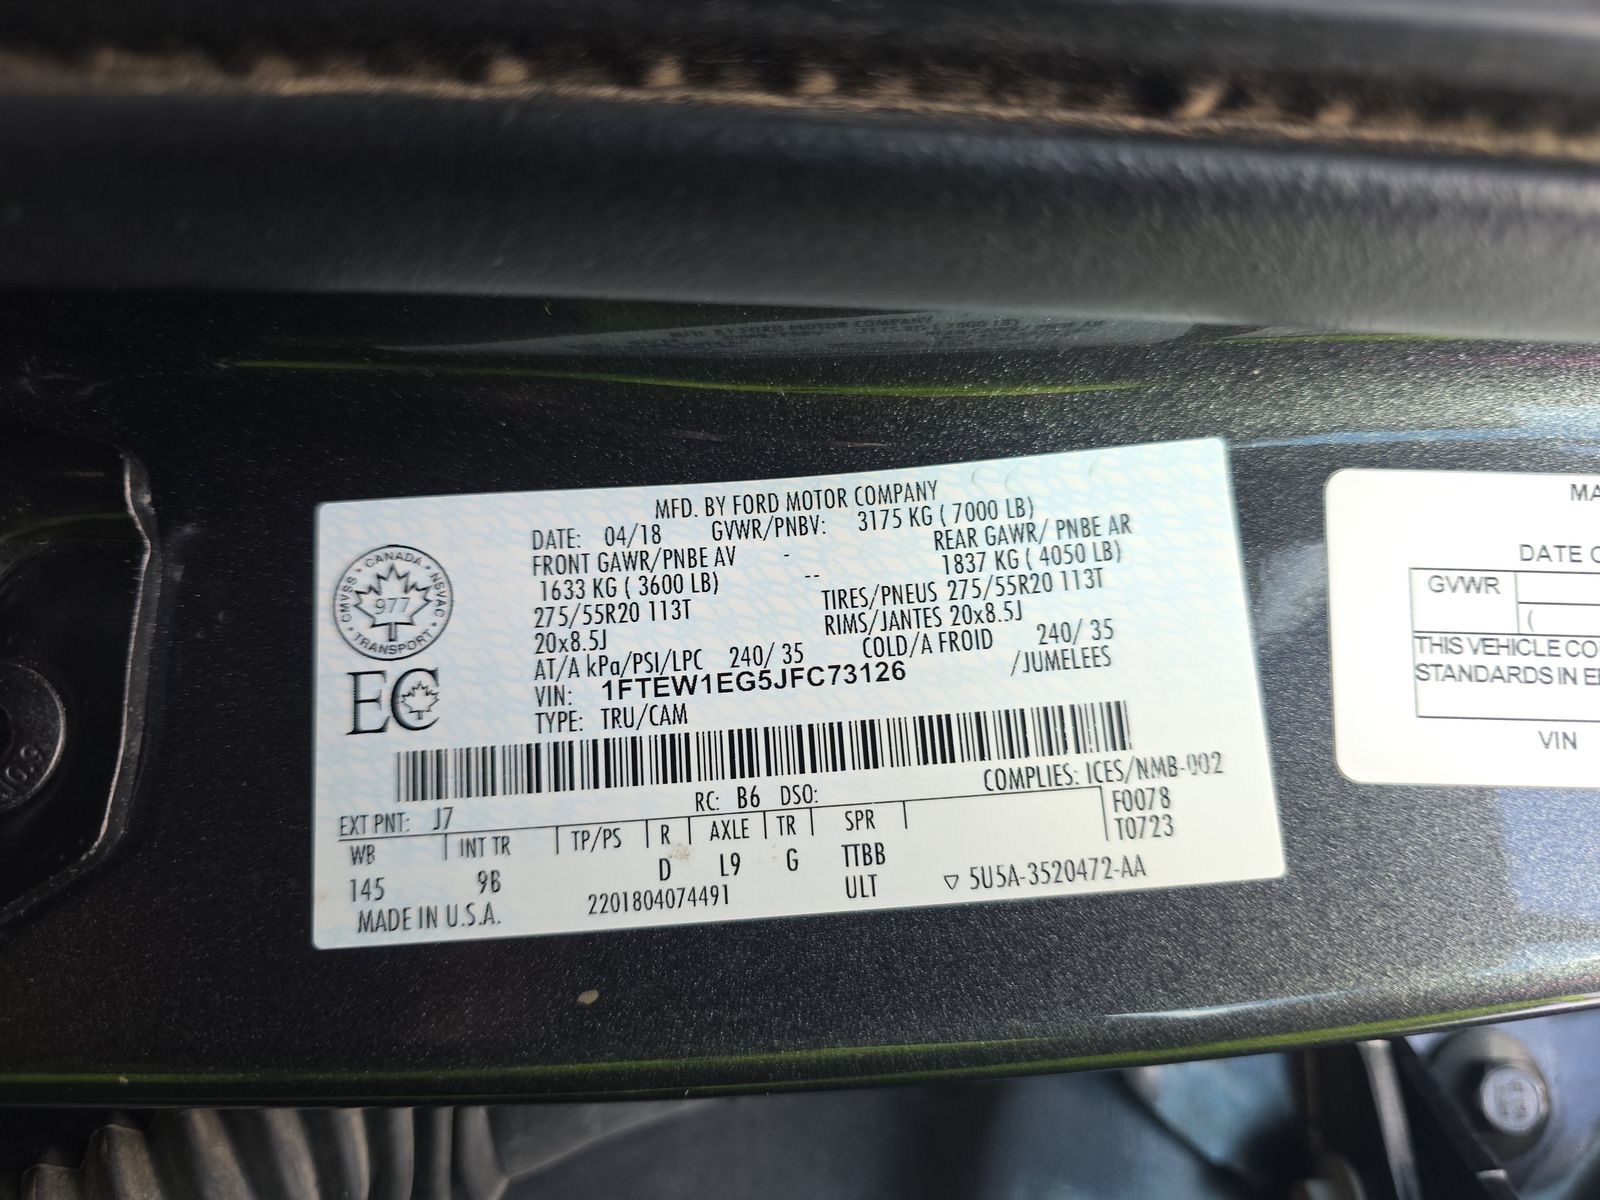 MFD. BY FORD MOTOR COMPANY
DATE: 04/18 GVWR/PNBV: 3175 KG ( 7000 LB)
FRONT GAWR/PNBE AV - REAR GAWR/ PNBE AR
1633 KG ( 3600 LB) -- 1837 KG ( 4050 LB)
275/55R20 113T TIRES/PNEUS 275/55R20 113T
20x8.5J RIMS/JANTES 20x8.5J
AT/A kPa/PSI/LPC 240/ 35 COLD/A FROID 240/ 35
VIN: 1FTEW1EG5JFC73126 /JUMELEES
TYPE: TRU/CAM
CANADA
CMVSS NSVAC
977
TRANSPORT
EC
COMPLIES: ICES/NMB-002
EXT PNT: J7 RC: B6 DSO: F0078
WB INT TR TP/PS R AXLE TR SPR T0723
145 9B D L9 G TTBB
MADE IN U.S.A. 2201804074491 ULT ▽ 5U5A-3520472-AA
DATE
GVWR
(
THIS VEHICLE
STANDARDS IN
VIN